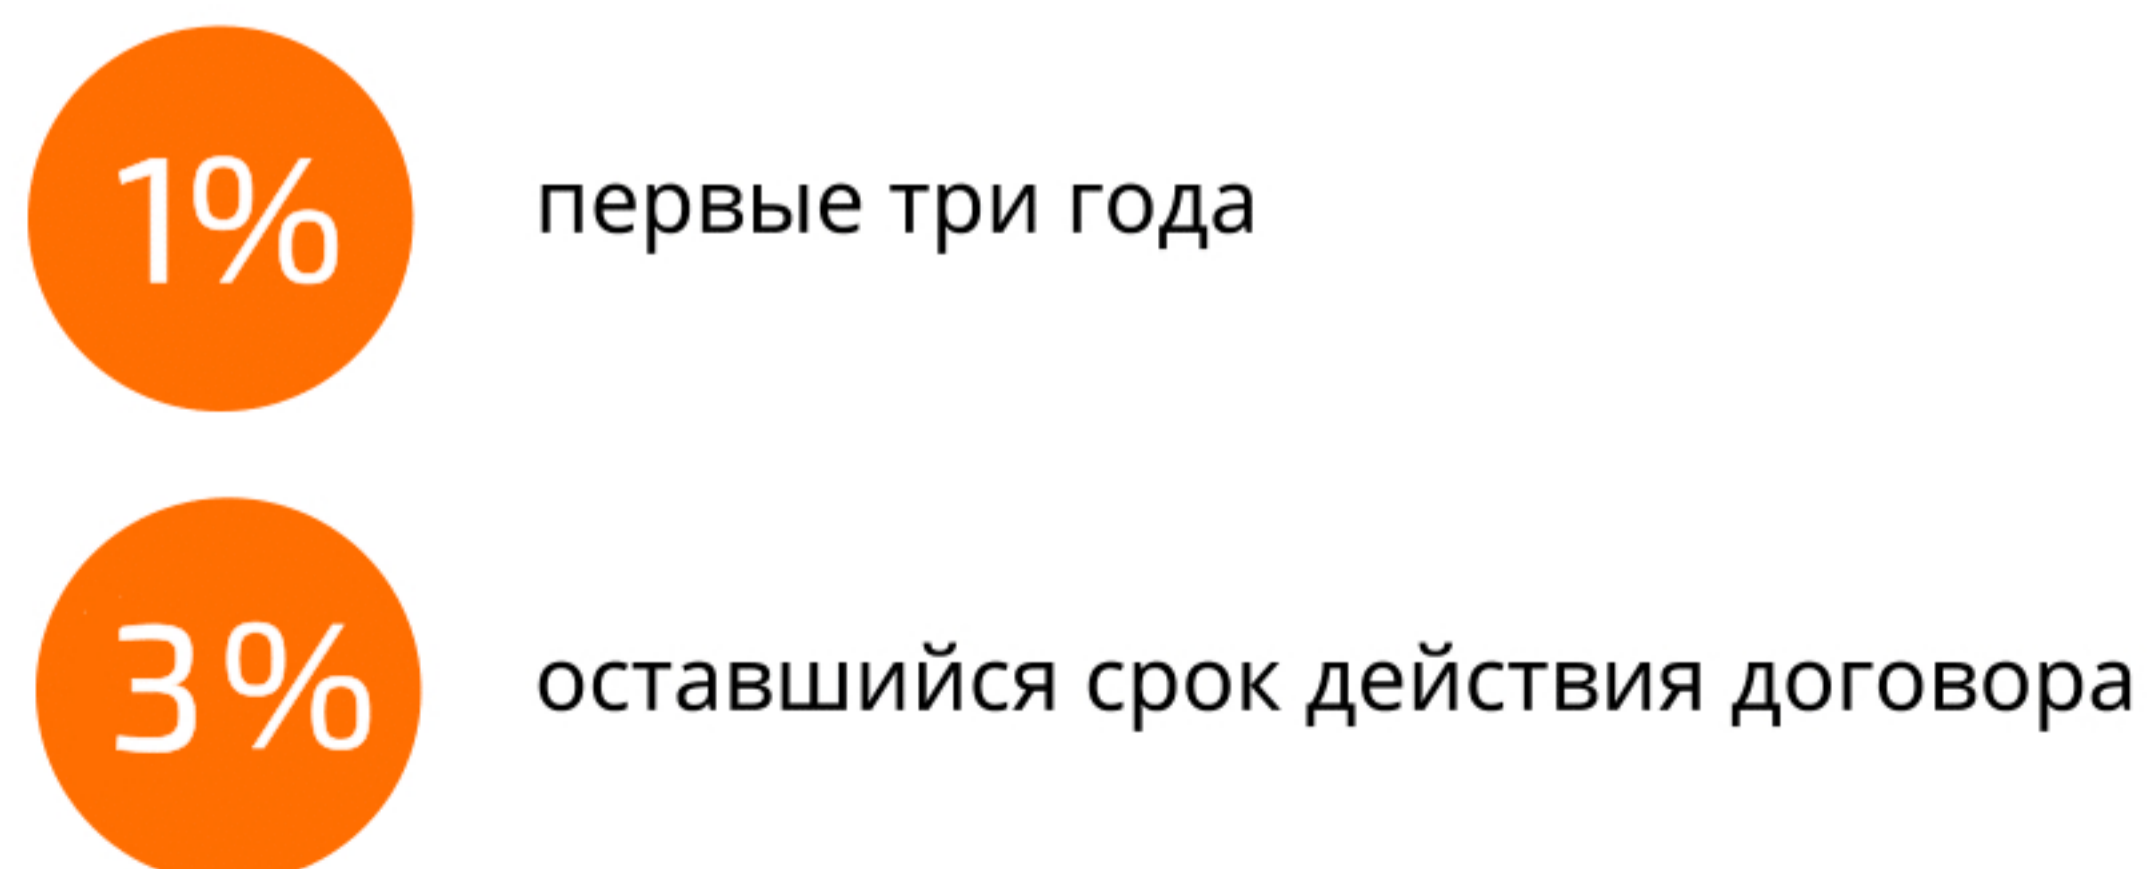 1% первые три года
3% оставшийся срок действия договора